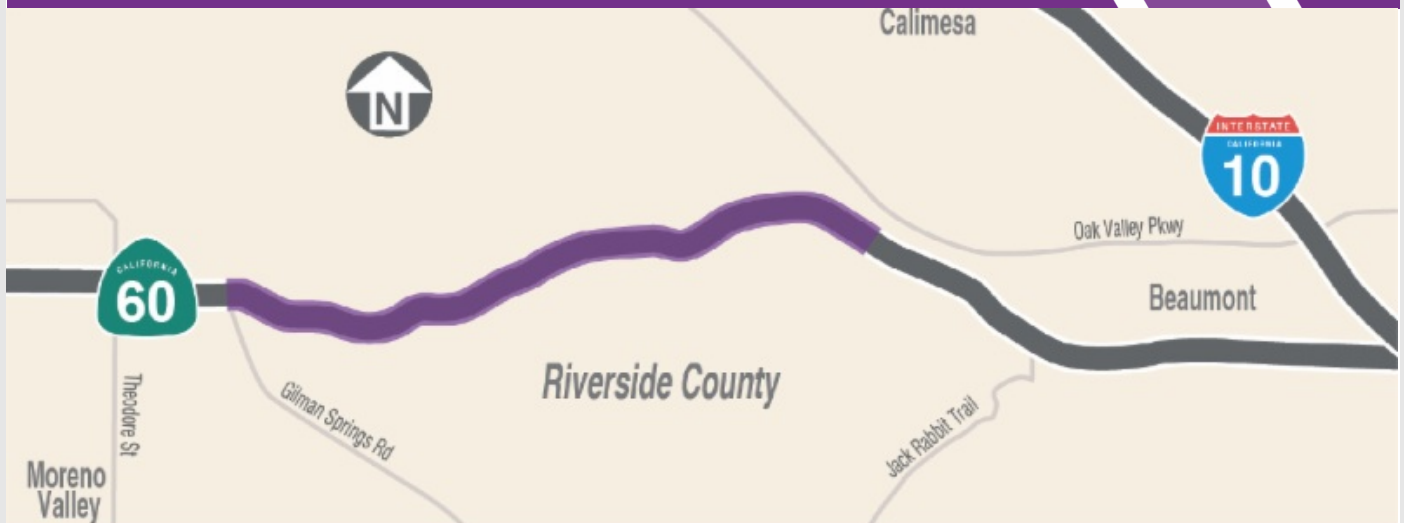 Calimesa
N
INTERSTATE
CALIFORNIA
10
Oak Valley Pkwy
CALIFORNIA
60
Beaumont
Riverside County
Theodore St
Gilman Springs Rd
Jack Rabbit Trail
Moreno
Valley